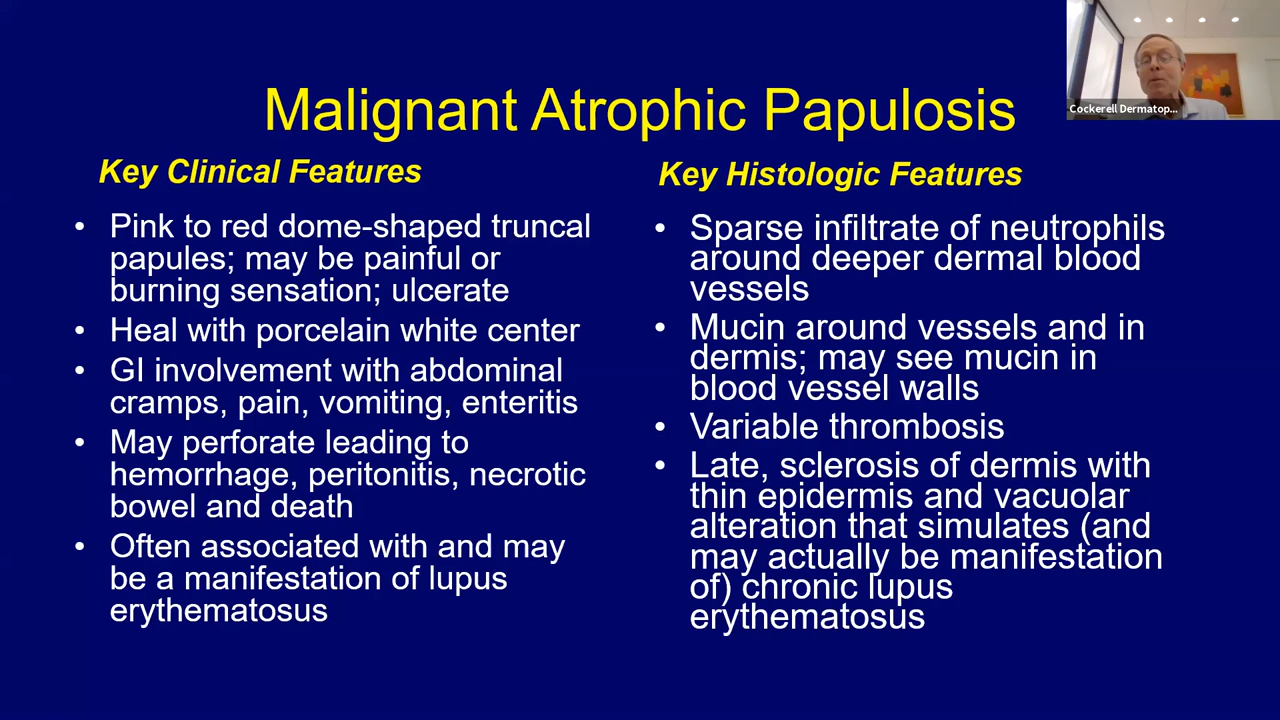 Malignant Atrophic Papulosis
Cockerell Dermatop...
Key Clinical Features
• Pink to red dome-shaped truncal
papules; may be painful or
burning sensation; ulcerate
• Heal with porcelain white center
• GI involvement with abdominal
cramps, pain, vomiting, enteritis
• May perforate leading to
hemorrhage, peritonitis, necrotic
bowel and death
• Often associated with and may
be a manifestation of lupus
erythematosus
Key Histologic Features
• Sparse infiltrate of neutrophils
around deeper dermal blood
vessels
• Mucin around vessels and in
dermis; may see mucin in
blood vessel walls
• Variable thrombosis
• Late, sclerosis of dermis with
thin epidermis and vacuolar
alteration that simulates (and
may actually be manifestation
of) chronic lupus
erythematosus